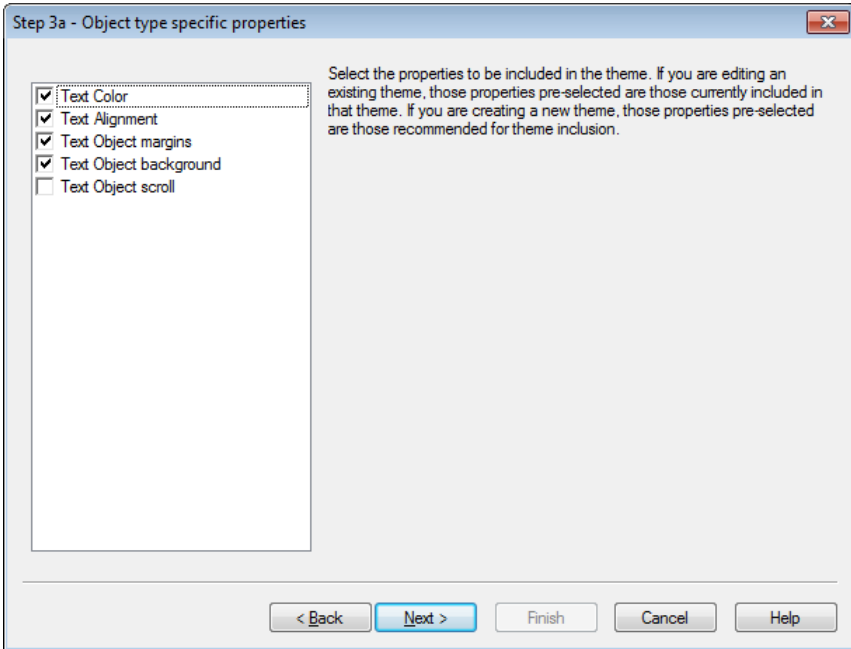 Step 3a - Object type specific properties
Text Color
Text Alignment
Text Object margins
Text Object background
Text Object scroll
Select the properties to be included in the theme. If you are editing an
existing theme, those properties pre-selected are those currently included in
that theme. If you are creating a new theme, those properties pre-selected
are those recommended for theme inclusion.
< Back
Next >
Finish
Cancel
Help